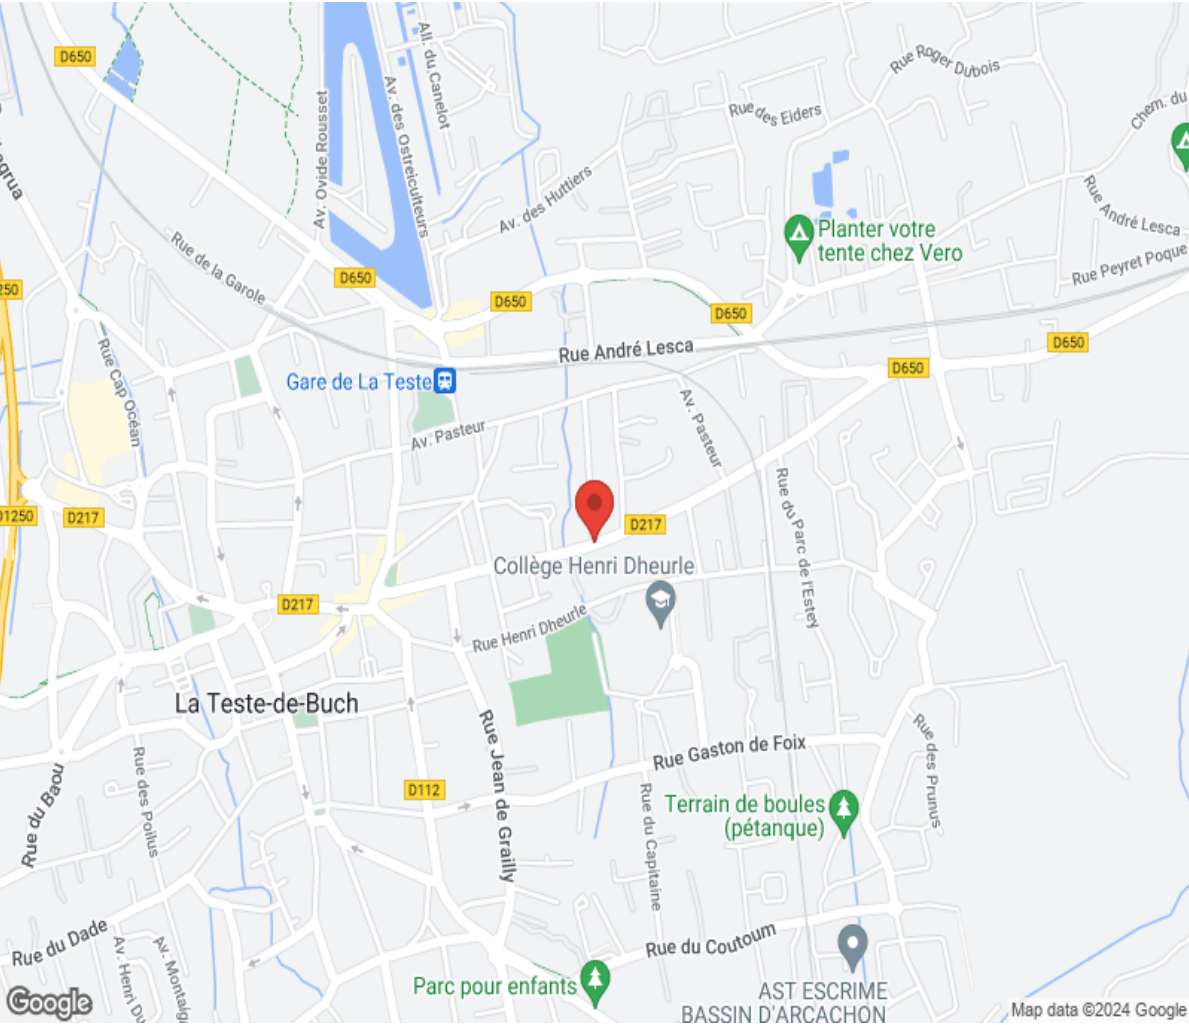 D650
All. du Canelot
Av. des Ostreiculteurs
Av. Ovide Rousset
Rue Roger Dubois
Rue des Eiders
Chem. du
Av. des Huttiers
Rue André Lesca
Planter votre
tente chez Vero
Rue Peyret Poque
Rue de la Garole
D650
D650
D650
D650
D650
250
Rue Cap Océan
Rue André Lesca
Gare de La Teste
Av. Pasteur
Av. Pasteur
D1250
D217
D217
Rue du Parc de l'Estey
Collège Henri Dheurle
D217
Rue Henri Dheurle
La Teste-de-Buch
Rue Jean de Grailly
Rue Gaston de Foix
Rue des Prunus
Rue du Baou
Rue des Poilus
D112
Rue du Capitaine
Terrain de boules
(pétanque)
Rue du Dade
Av. Henri Du
Av. Montaig
Rue du Coutoum
Parc pour enfants
AST ESCRIME
BASSIN D'ARCACHON
Google
Map data ©2024 Google